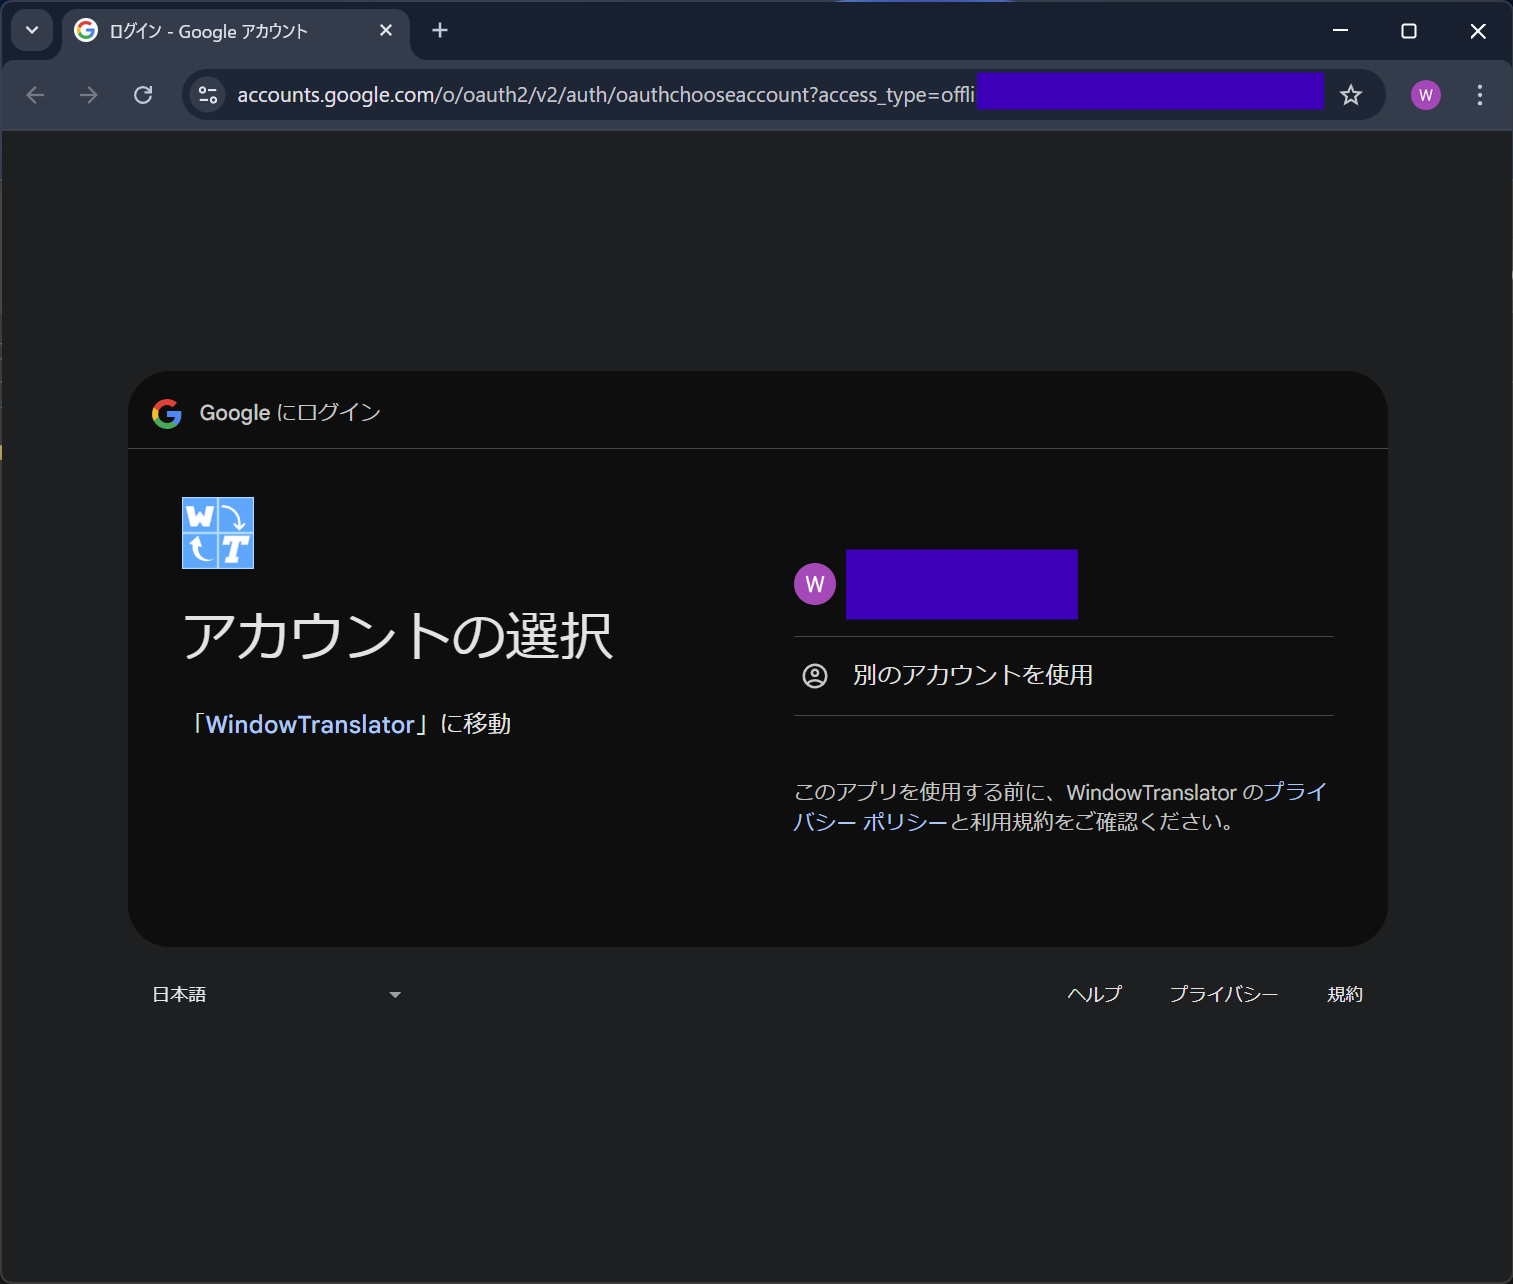 ログイン - Google アカウント
accounts.google.com/o/oauth2/v2/auth/oauthchooseaccount?access_type=offli
W
Google にログイン
W
T
アカウントの選択
「WindowTranslator」に移動
W
別のアカウントを使用
このアプリを使用する前に、WindowTranslator のプライ
バシー ポリシーと利用規約をご確認ください。
日本語
ヘルプ
プライバシー
規約